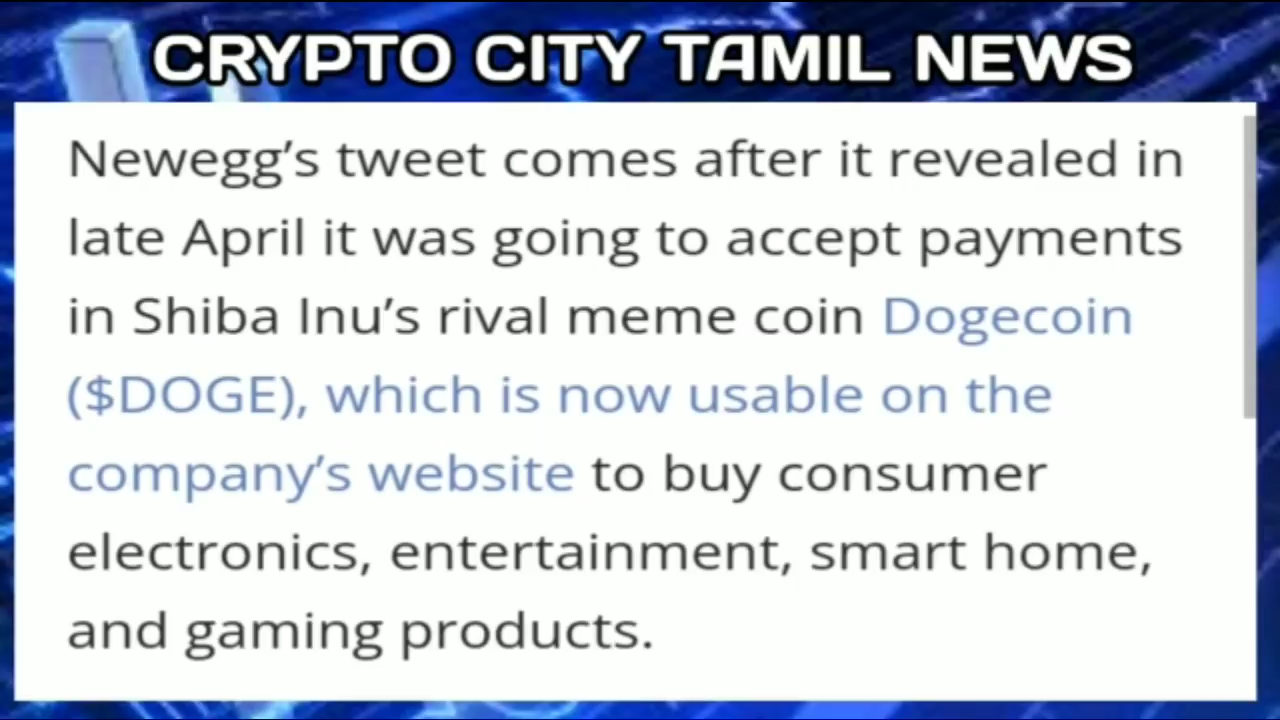 CRYPTO CITY TAMIL NEWS
Newegg’s tweet comes after it revealed in
late April it was going to accept payments
in Shiba Inu’s rival meme coin Dogecoin
($DOGE), which is now usable on the
company’s website to buy consumer
electronics, entertainment, smart home,
and gaming products.